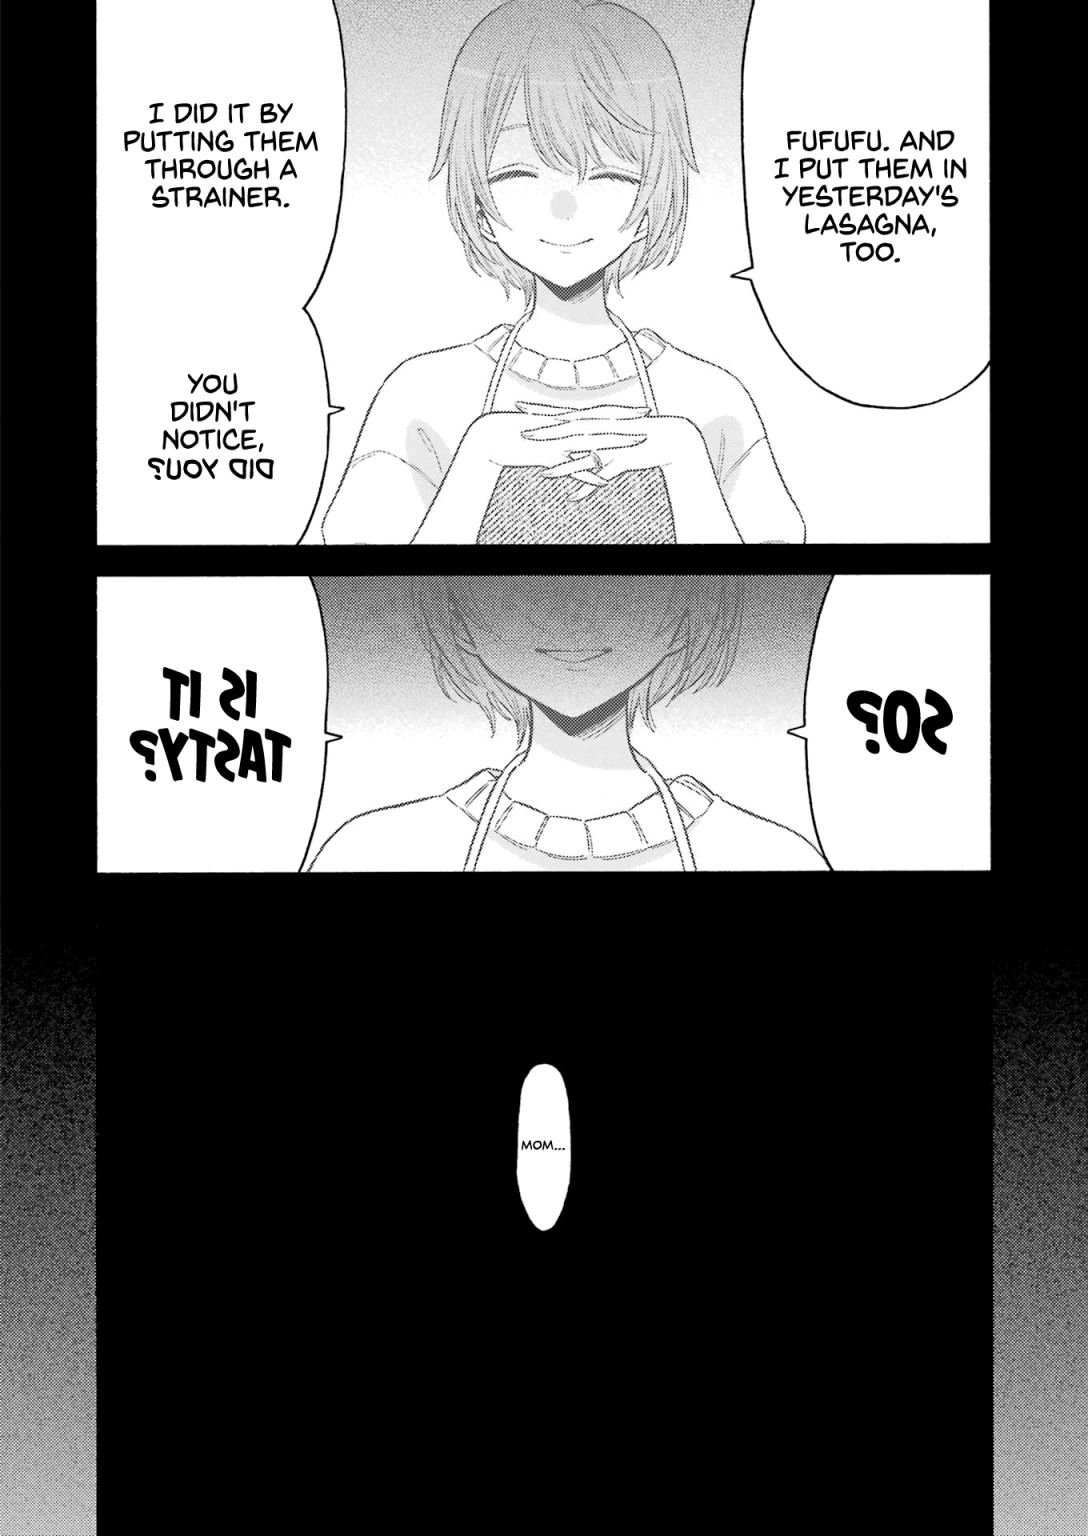 FUFUFU. AND
I PUT THEM IN
YESTERDAY'S
LASAGNA,
TOO.
I DID IT BY
PUTTING THEM
THROUGH A
STRAINER.
YOU
DIDN'T
NOTICE,
DID YOU?
SO?
IS IT
TASTY?
MOM...